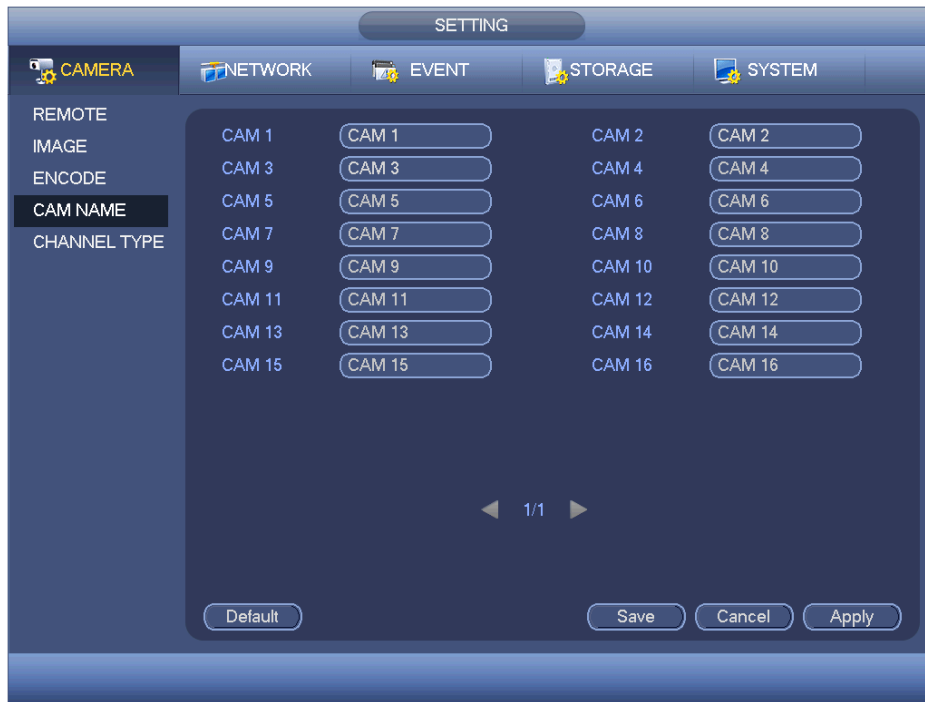 SETTING
CAMERA NETWORK EVENT STORAGE SYSTEM
REMOTE
IMAGE
ENCODE
CAM NAME
CHANNEL TYPE
CAM 1 CAM 1 CAM 2 CAM 2
CAM 3 CAM 3 CAM 4 CAM 4
CAM 5 CAM 5 CAM 6 CAM 6
CAM 7 CAM 7 CAM 8 CAM 8
CAM 9 CAM 9 CAM 10 CAM 10
CAM 11 CAM 11 CAM 12 CAM 12
CAM 13 CAM 13 CAM 14 CAM 14
CAM 15 CAM 15 CAM 16 CAM 16
1/1
Default Save Cancel Apply